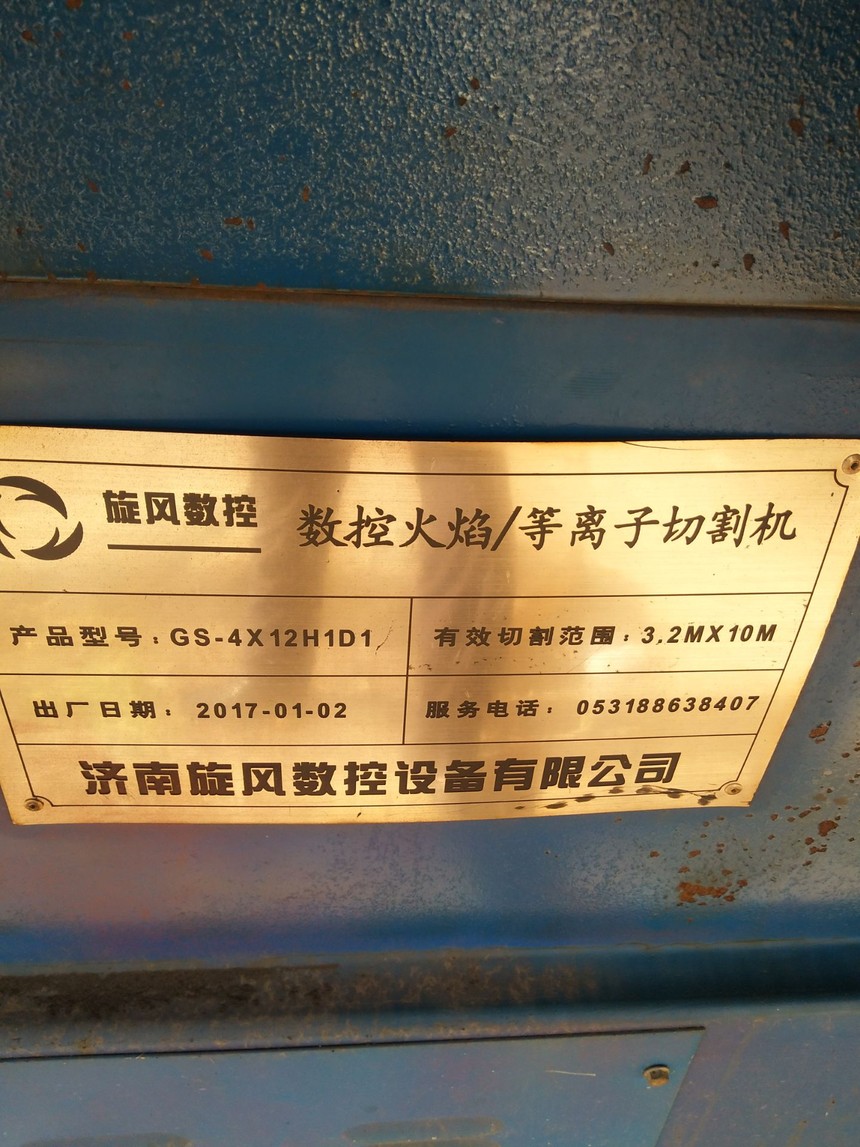 旋风数控 数控火焰/等离子切割机
产品型号：GS-4X12H1D1 有效切割范围：3.2MX10M
出厂日期：2017-01-02 服务电话：053188638407
济南旋风数控设备有限公司